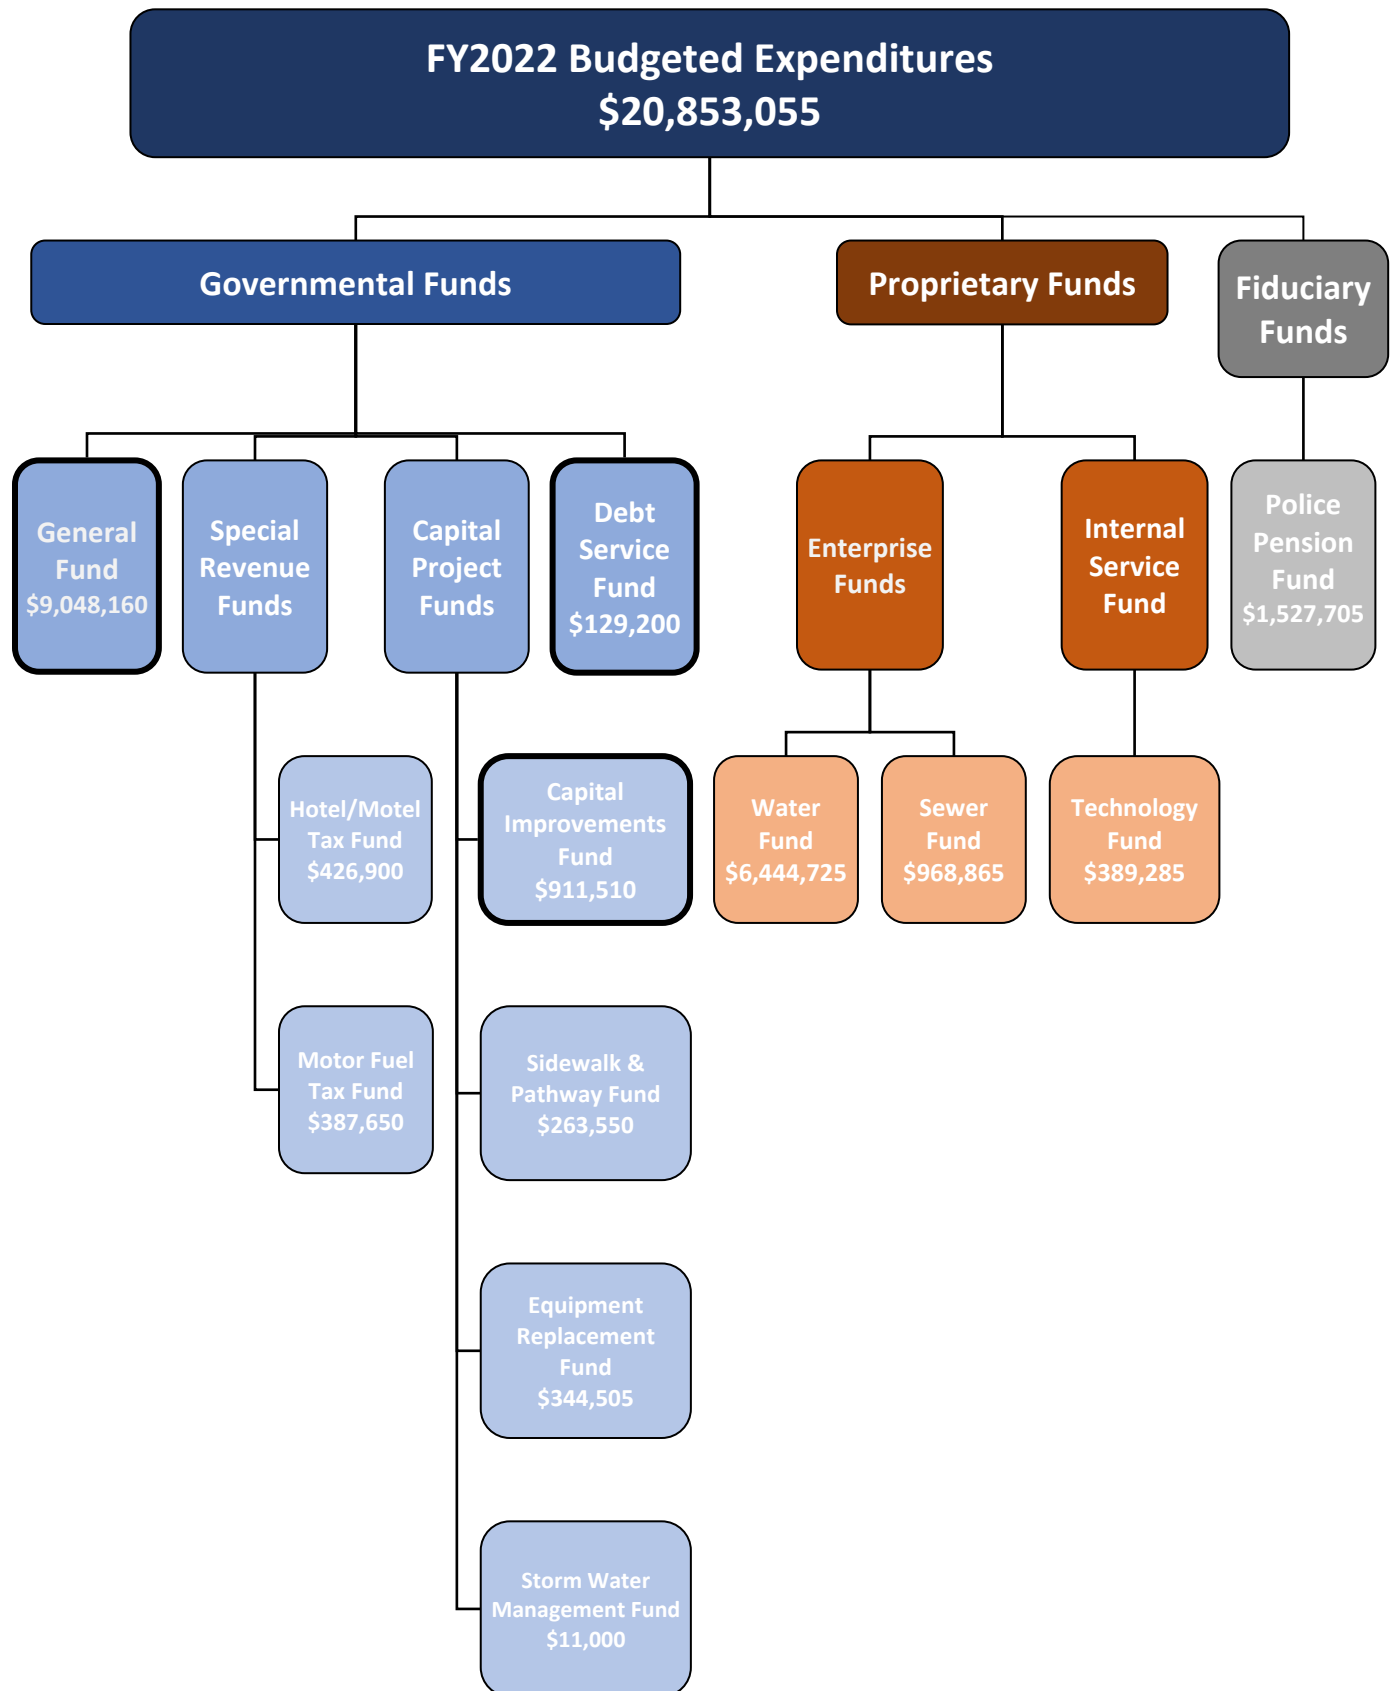 FY2022 Budgeted Expenditures
$20,853,055
Governmental Funds
Proprietary Funds
Fiduciary
Funds
General
Fund
$9,048,160
Special
Revenue
Funds
Capital
Project
Funds
Debt
Service
Fund
$129,200
Enterprise
Funds
Internal
Service
Fund
Police
Pension
Fund
$1,527,705
Hotel/Motel
Tax Fund
$426,900
Capital
Improvements
Fund
$911,510
Water
Fund
$6,444,725
Sewer
Fund
$968,865
Technology
Fund
$389,285
Motor Fuel
Tax Fund
$387,650
Sidewalk &
Pathway Fund
$263,550
Equipment
Replacement
Fund
$344,505
Storm Water
Management Fund
$11,000